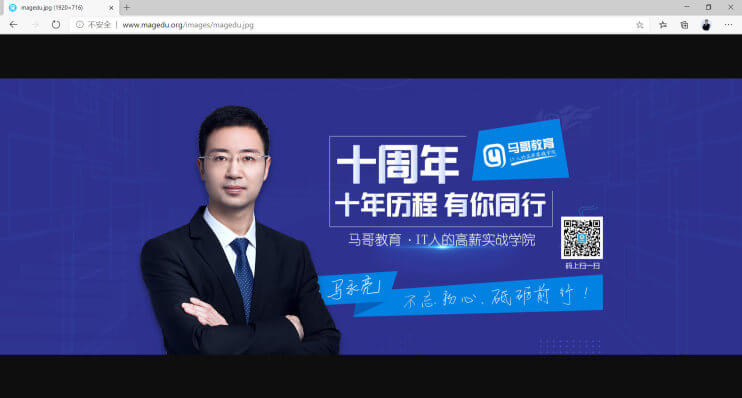 magedu.jpg (1920×716)
不安全 | www.magedu.org/images/magedu.jpg
十周年
马哥教育
IT人的高薪实战学院
十年历程 有你同行
马哥教育 · IT人的高薪实战学院
码上扫一扫
马永亮
不忘初心、砥砺前行!